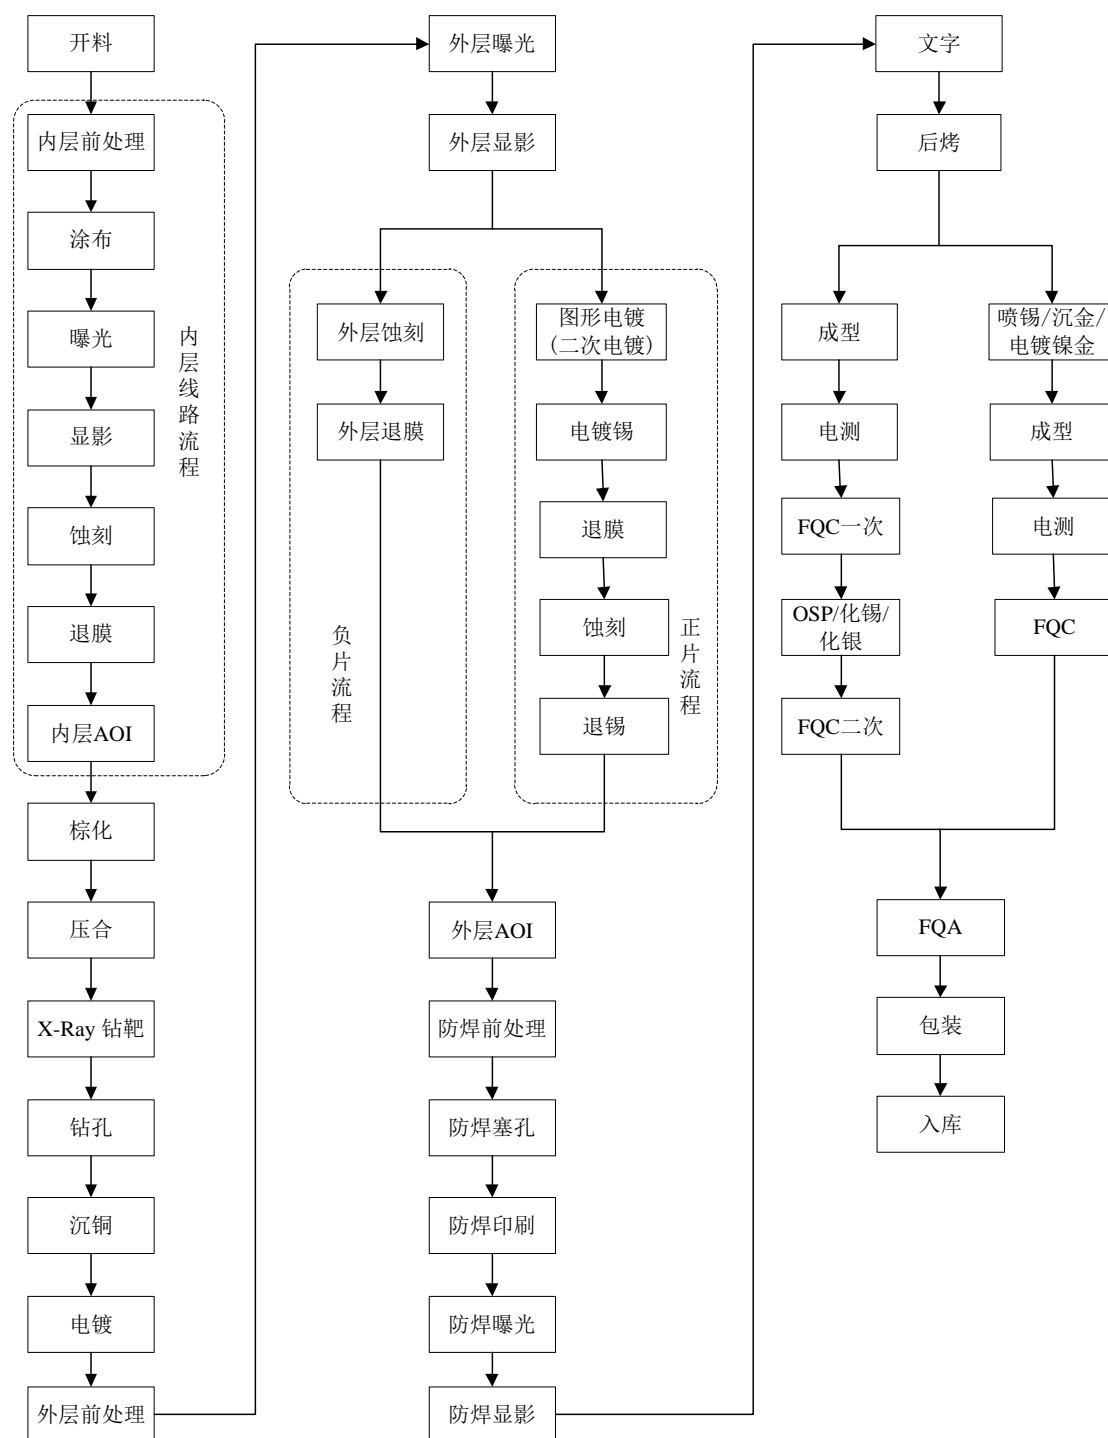 开料
内层前处理
涂布
曝光
显影
蚀刻
退膜
内层AOI
内层线路流程
棕化
压合
X-Ray 钻靶
钻孔
沉铜
电镀
外层前处理
外层曝光
外层显影
外层蚀刻
外层退膜
负片流程
图形电镀
(二次电镀)
电镀锡
退膜
蚀刻
退锡
正片流程
外层AOI
防焊前处理
防焊塞孔
防焊印刷
防焊曝光
防焊显影
文字
后烤
成型
电测
FQC一次
OSP/化锡/
化银
FQC二次
喷锡/沉金/
电镀镍金
成型
电测
FQC
FQA
包装
入库